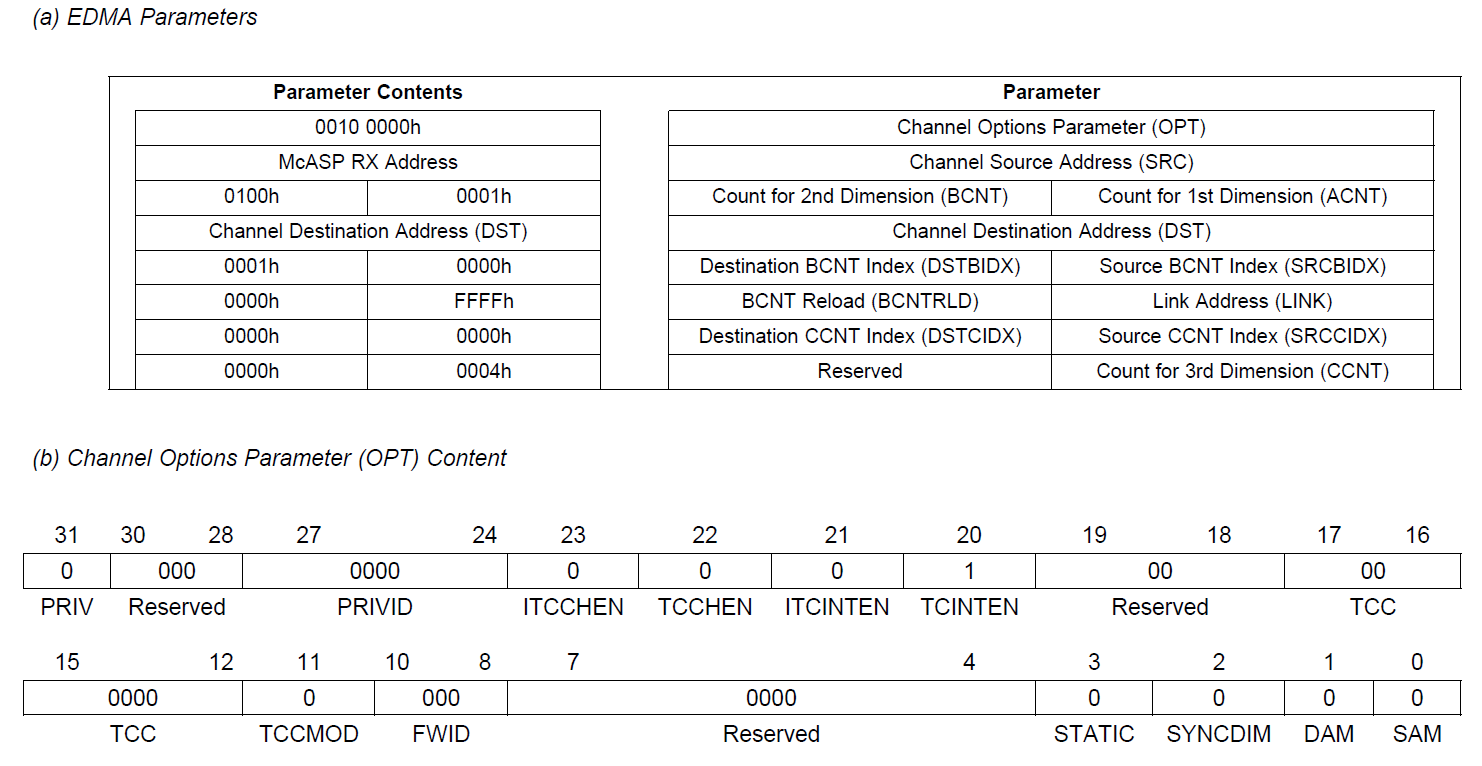 (a) EDMA Parameters
Parameter Contents Parameter
0010 0000h Channel Options Parameter (OPT)
McASP RX Address Channel Source Address (SRC)
0100h 0001h Count for 2nd Dimension (BCNT) Count for 1st Dimension (ACNT)
Channel Destination Address (DST) Channel Destination Address (DST)
0001h 0000h Destination BCNT Index (DSTBIDX) Source BCNT Index (SRCBIDX)
0000h FFFFh BCNT Reload (BCNTRLD) Link Address (LINK)
0000h 0000h Destination CCNT Index (DSTCIDX) Source CCNT Index (SRCCIDX)
0000h 0004h Reserved Count for 3rd Dimension (CCNT)
(b) Channel Options Parameter (OPT) Content
31 30 28 27 24 23 22 21 20 19 18 17 16
0 000 0000 0 0 0 1 00 00
PRIV Reserved PRIVID ITCCHEN TCCHEN ITCINTEN TCINTEN Reserved TCC
15 12 11 10 8 7 4 3 2 1 0
0000 0 000 0000 0 0 0 0
TCC TCCMOD FWID Reserved STATIC SYNCDIM DAM SAM